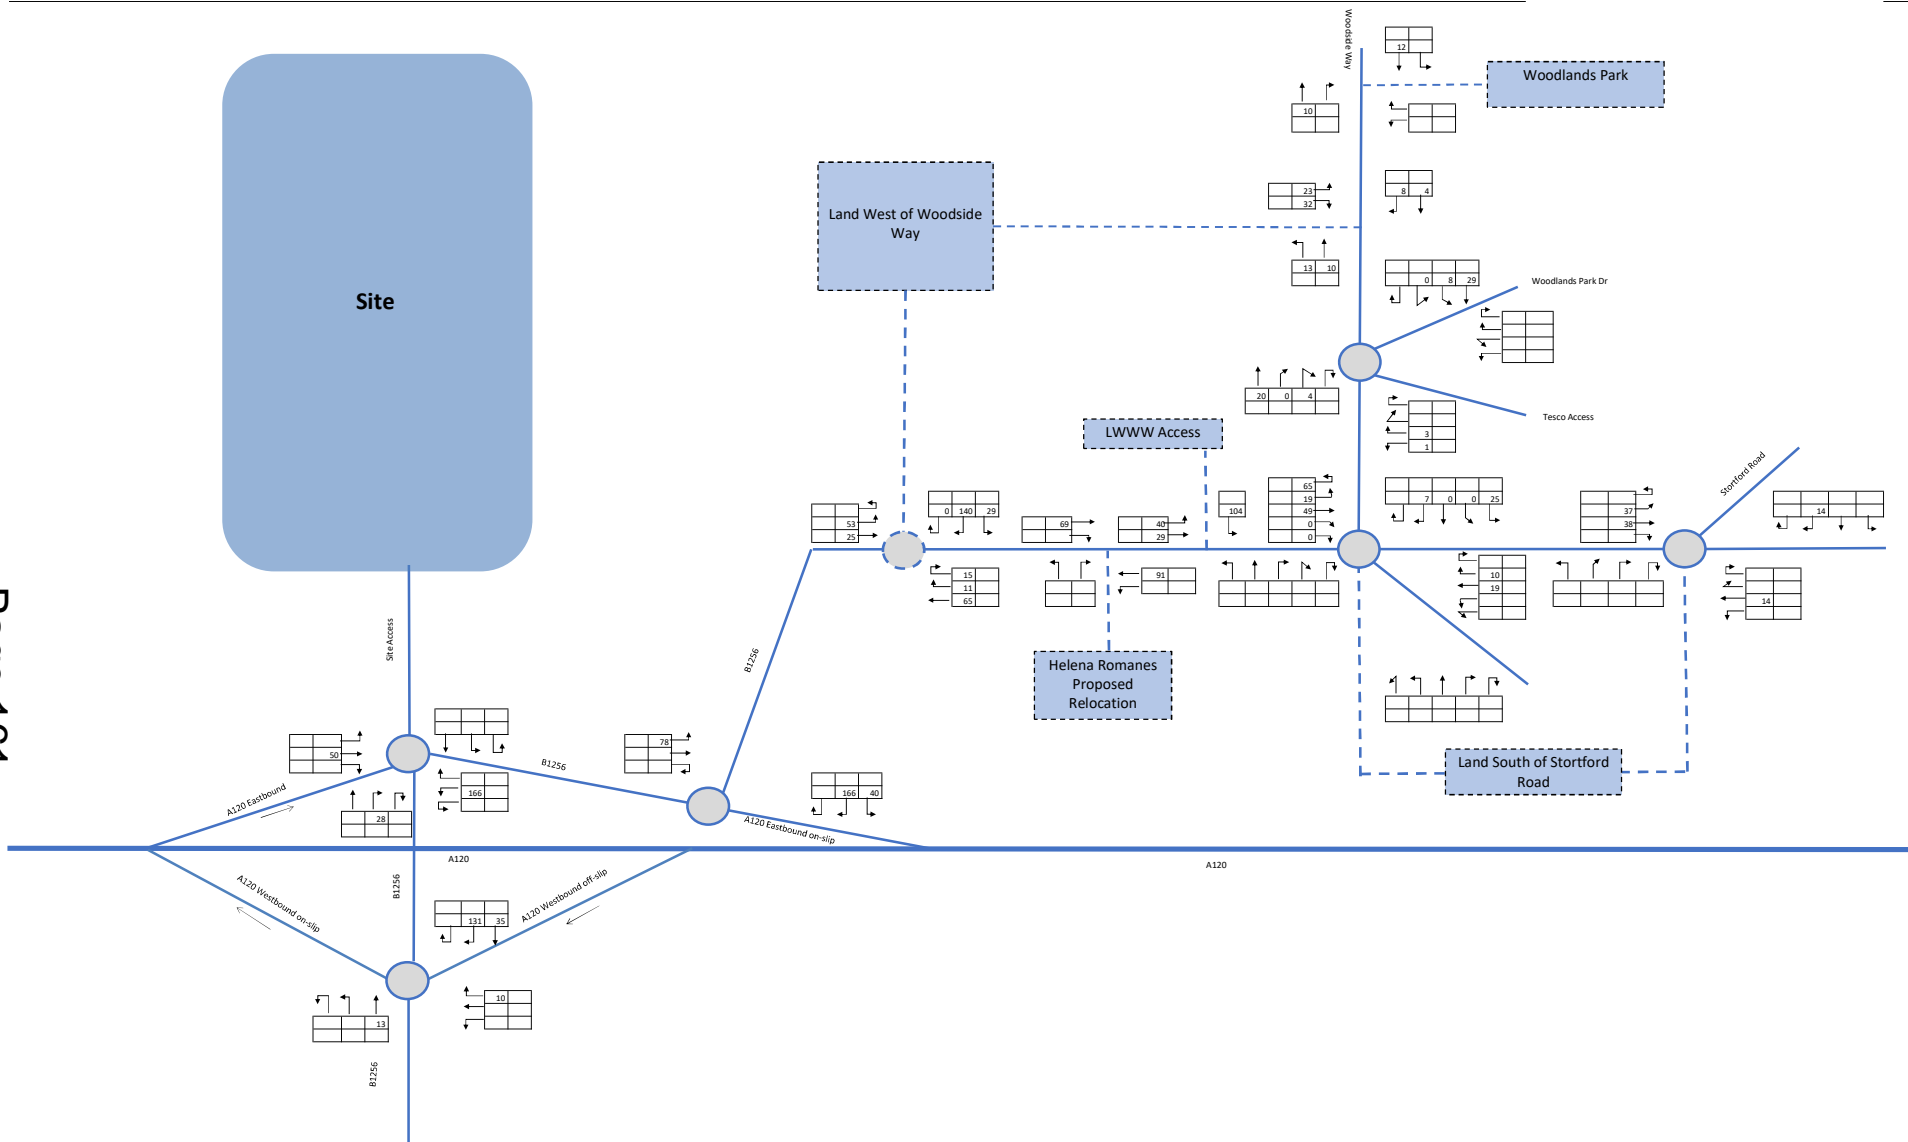 Woodside Way
12
Woodlands Park
10
23
32
8 4
Land West of Woodside
Way
13 10
0 8 29
Woodlands Park Dr
Site
20 0 4
3
1
Tesco Access
LWWW Access
Stortford Road
53
25
0 140 29
69
40
29
104
65
19
49
0
0
7 0 0 25
37
38
14
15
11
65
91
10
19
14
Site Access
B1256
Helena Romanes
Proposed
Relocation
50
166
B1256
78
166 40
Land South of Stortford
Road
A120 Eastbound
28
A120 Eastbound on-slip
A120
A120
B1256
A120 Westbound on-slip
131 35
A120 Westbound off-slip
10
13
B1256